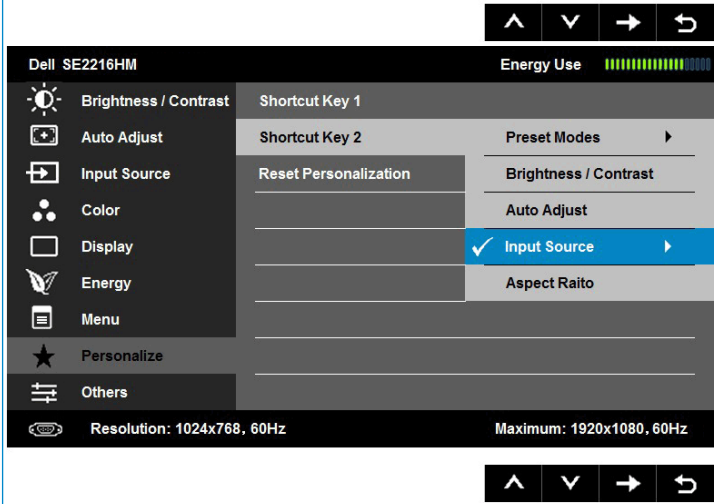 Dell SE2216HM Energy Use
Brightness / Contrast Shortcut Key 1
Auto Adjust Shortcut Key 2 Preset Modes
Input Source Reset Personalization Brightness / Contrast
Color Auto Adjust
Display Input Source
Energy Aspect Raito
Menu
Personalize
Others
Resolution: 1024x768, 60Hz Maximum: 1920x1080, 60Hz